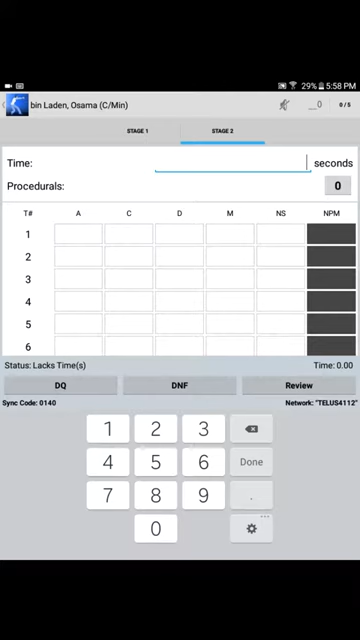 29% 5:58 PM
bin Laden, Osama (C/Min) __0 0 / 5
STAGE 1 STAGE 2
Time: seconds
Procedurals: 0
T# A C D M NS NPM
1
2
3
4
5
6
Status: Lacks Time(s) Time: 0.00
DQ DNF Review
Sync Code: 0140 Network: "TELUS4112"
1 2 3
4 5 6 Done
7 8 9 .
0